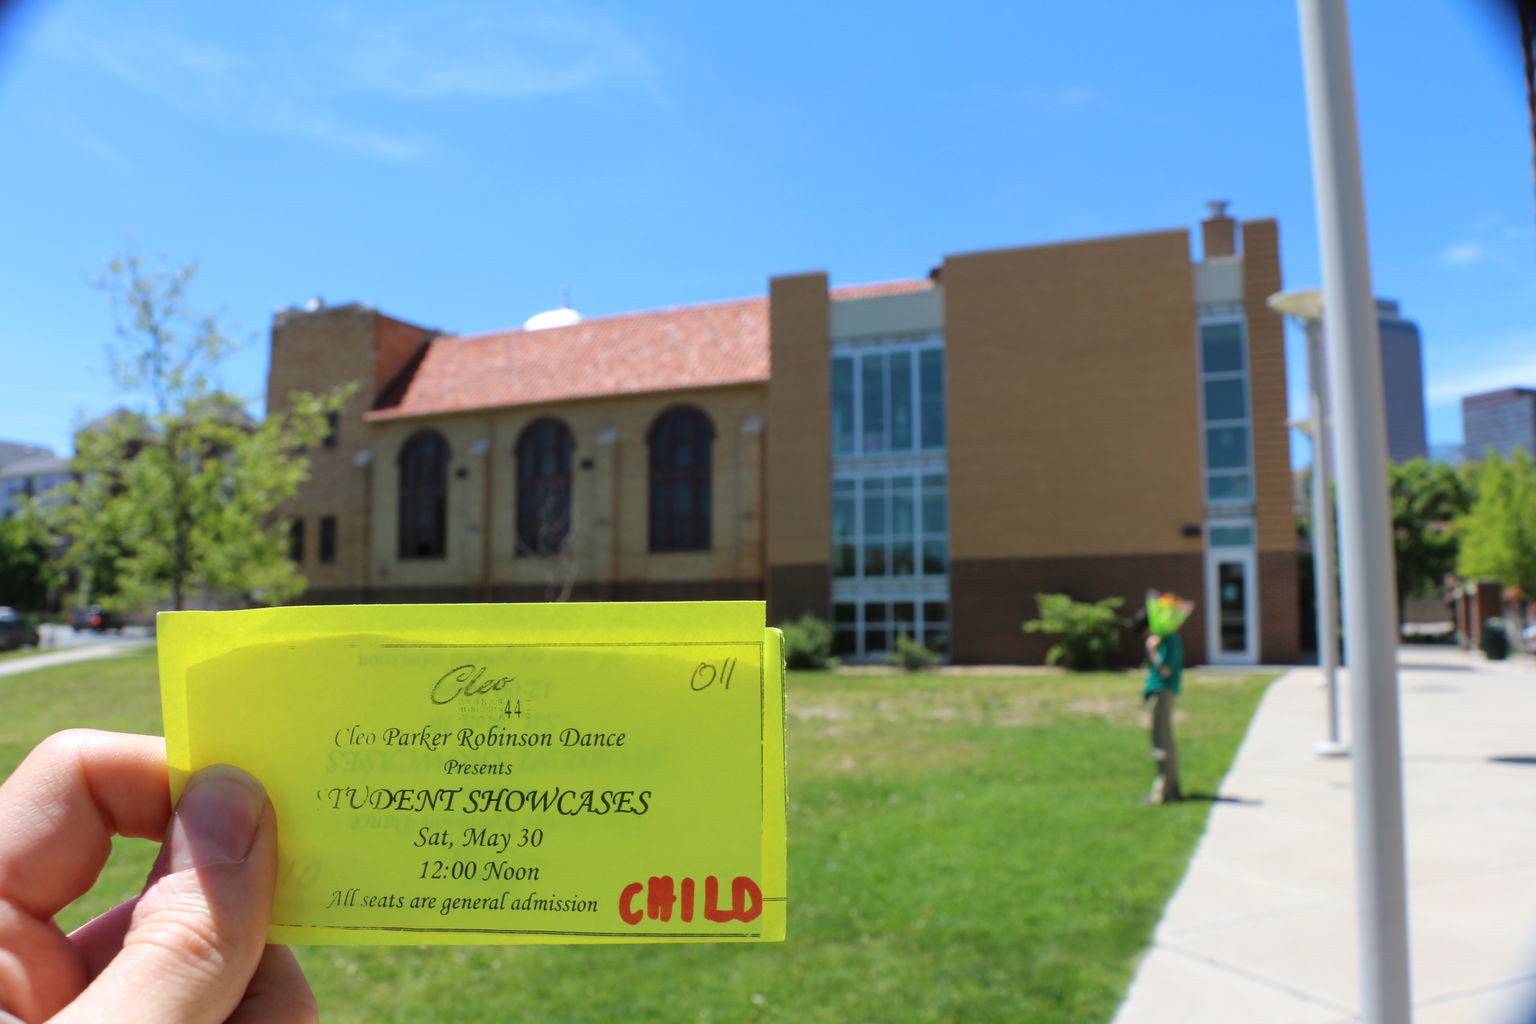 Cleo
011
44
Cleo Parker Robinson Dance
Presents
STUDENT SHOWCASES
Sat, May 30
12:00 Noon
All seats are general admission
CHILD